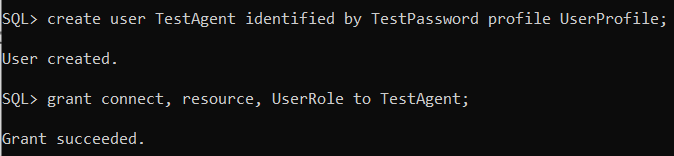 SQL> create user TestAgent identified by TestPassword profile UserProfile;
User created.
SQL> grant connect, resource, UserRole to TestAgent;
Grant succeeded.